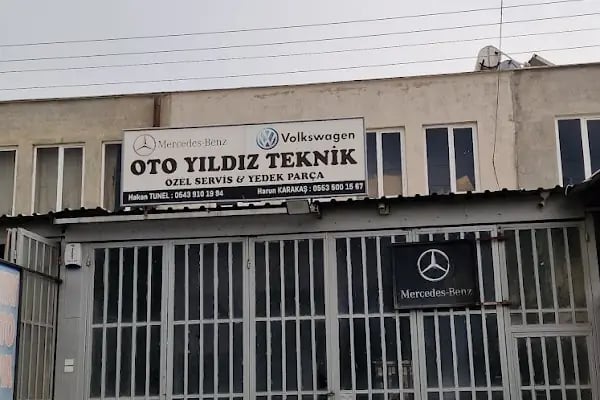 Mercedes-Benz Volkswagen
OTO YILDIZ TEKNİK
ÖZEL SERVİS & YEDEK PARÇA
Hakan TUNEL : 0543 910 19 94 Harun KARAKAŞ : 0553 500 15 67
Mercedes-Benz
OTO